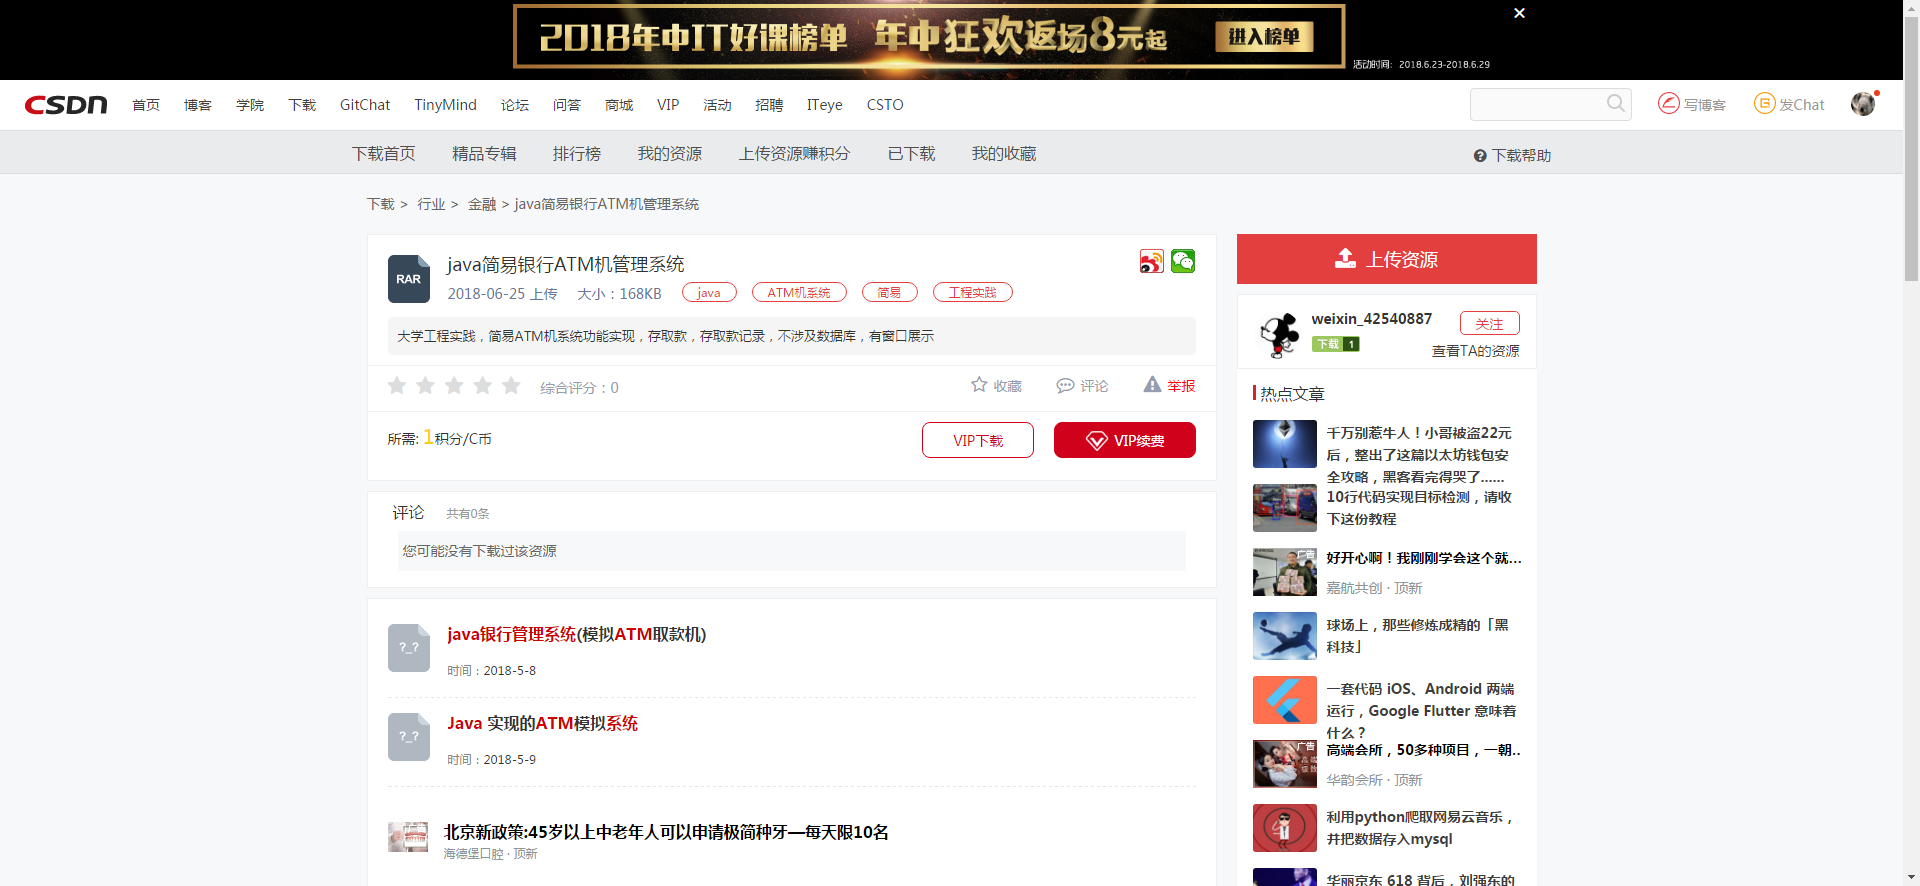 2018年中IT好课榜单 年中狂欢返场8元起 进入榜单
活动时间：2018.6.23-2018.6.29
CSDN 首页 博客 学院 下载 GitChat TinyMind 论坛 问答 商城 VIP 活动 招聘 ITeye CSTO 写博客 发Chat
下载首页 精品专辑 排行榜 我的资源 上传资源赚积分 已下载 我的收藏 下载帮助
下载 > 行业 > 金融 > java简易银行ATM机管理系统
RAR
java简易银行ATM机管理系统
2018-06-25 上传 大小：168KB java ATM机系统 简易 工程实践
大学工程实践，简易ATM机系统功能实现，存取款，存取款记录，不涉及数据库，有窗口展示
综合评分：0 收藏 评论 举报
所需: 1积分/C币 VIP下载 VIP续费
评论 共有0条
您可能没有下载过该资源
?_?
java银行管理系统(模拟ATM取款机)
时间：2018-5-8
?_?
Java 实现的ATM模拟系统
时间：2018-5-9
北京新政策:45岁以上中老年人可以申请极简种牙—每天限10名
海德堡口腔 · 顶新
上传资源
weixin_42540887 关注
下载 1 查看TA的资源
热点文章
千万别惹牛人！小哥被盗22元
后，整出了这篇以太坊钱包安
全攻略，黑客看完得哭了......
10行代码实现目标检测，请收
下这份教程
广告
好开心啊！我刚刚学会这个就...
嘉航共创 · 顶新
球场上，那些修炼成精的「黑
科技」
一套代码 iOS、Android 两端
运行，Google Flutter 意味着
什么？
广告
高端会所，50多种项目，一朝..
华韵会所 · 顶新
利用python爬取网易云音乐，
并把数据存入mysql
华丽京东 618 背后，刘强东的